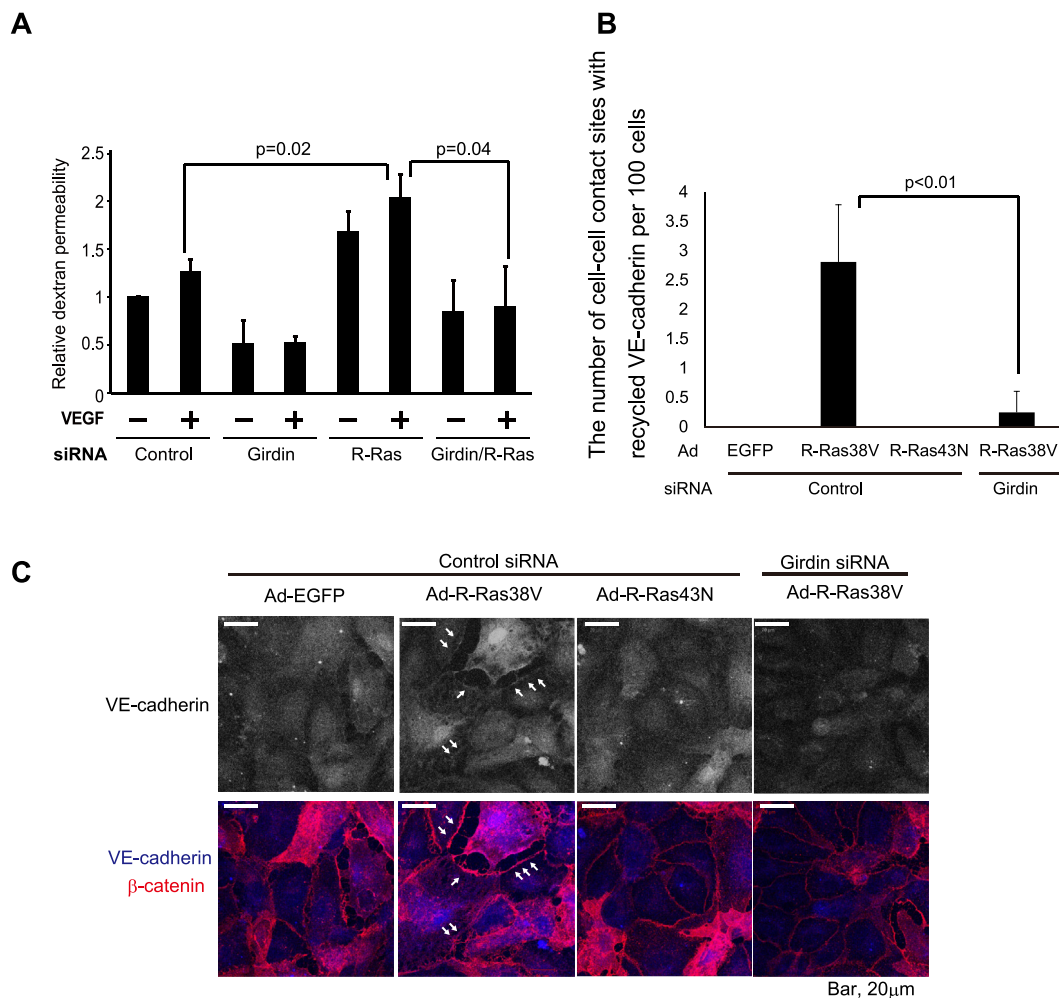 A
Relative dextran permeability
2.5
2
1.5
1
0.5
0
p=0.02
p=0.04
VEGF − + − + − + − +
siRNA Control Girdin R-Ras Girdin/R-Ras
B
The number of cell-cell contact sites with
recycled VE-cadherin per 100 cells
4
3.5
3
2.5
2
1.5
1
0.5
0
p<0.01
Ad EGFP R-Ras38V R-Ras43N R-Ras38V
siRNA Control Girdin
C
Control siRNA Girdin siRNA
Ad-EGFP Ad-R-Ras38V Ad-R-Ras43N Ad-R-Ras38V
VE-cadherin
VE-cadherin
β-catenin
Bar, 20μm